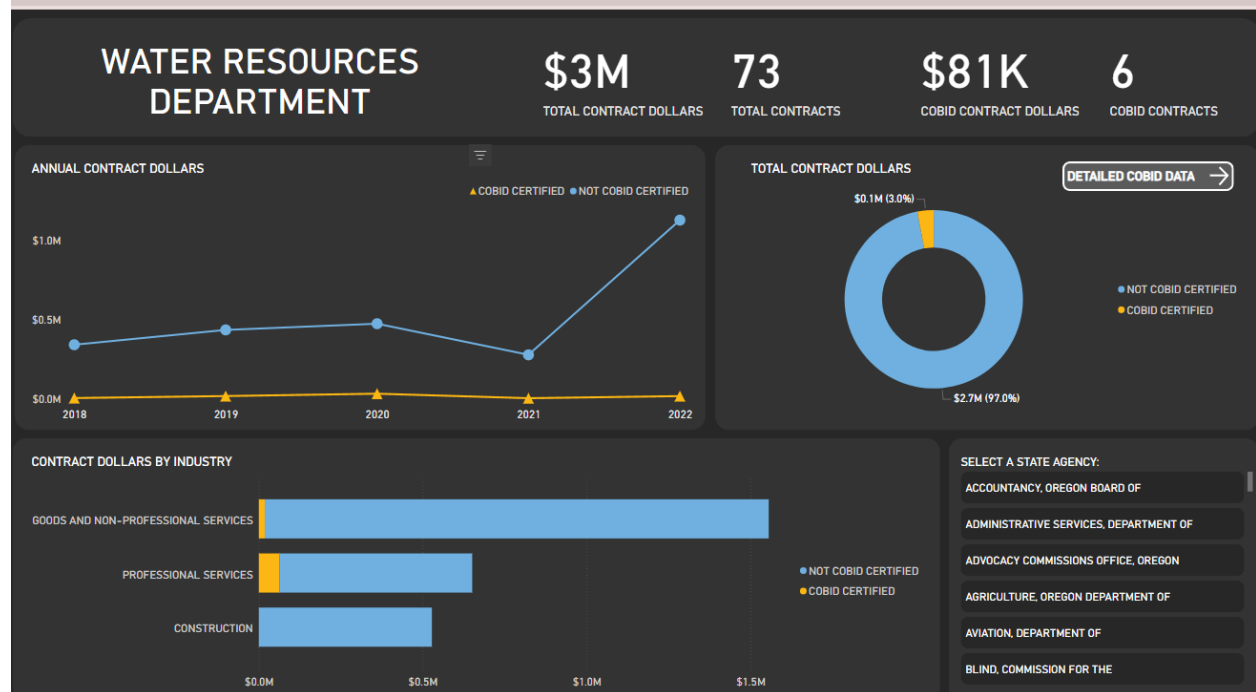 WATER RESOURCES
DEPARTMENT
$3M
TOTAL CONTRACT DOLLARS
73
TOTAL CONTRACTS
$81K
COBID CONTRACT DOLLARS
6
COBID CONTRACTS
ANNUAL CONTRACT DOLLARS
COBID CERTIFIED NOT COBID CERTIFIED
$1.0M
$0.5M
$0.0M
2018 2019 2020 2021 2022
TOTAL CONTRACT DOLLARS
DETAILED COBID DATA
$0.1M (3.0%)
NOT COBID CERTIFIED
COBID CERTIFIED
$2.7M (97.0%)
CONTRACT DOLLARS BY INDUSTRY
GOODS AND NON-PROFESSIONAL SERVICES
PROFESSIONAL SERVICES
CONSTRUCTION
NOT COBID CERTIFIED
COBID CERTIFIED
$0.0M $0.5M $1.0M $1.5M
SELECT A STATE AGENCY:
ACCOUNTANCY, OREGON BOARD OF
ADMINISTRATIVE SERVICES, DEPARTMENT OF
ADVOCACY COMMISSIONS OFFICE, OREGON
AGRICULTURE, OREGON DEPARTMENT OF
AVIATION, DEPARTMENT OF
BLIND, COMMISSION FOR THE